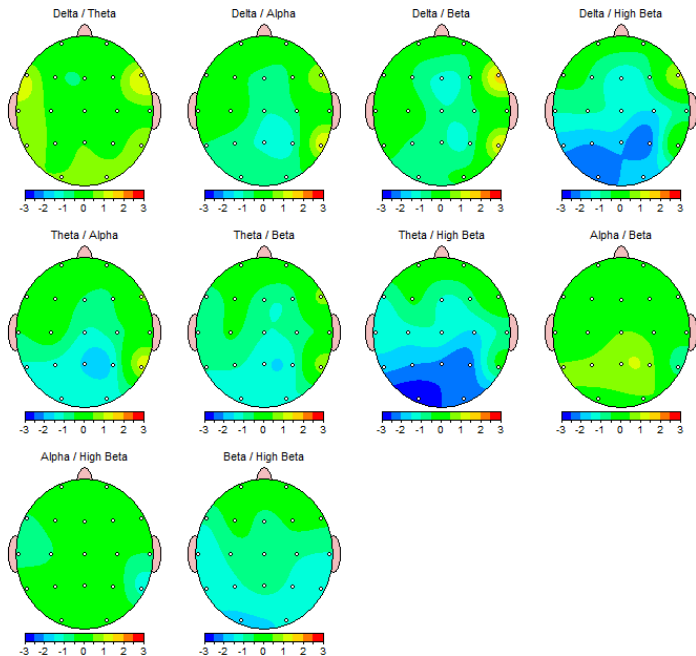 Delta / Theta Delta / Alpha Delta / Beta Delta / High Beta
-3 -2 -1 0 1 2 3 -3 -2 -1 0 1 2 3 -3 -2 -1 0 1 2 3 -3 -2 -1 0 1 2 3
Theta / Alpha Theta / Beta Theta / High Beta Alpha / Beta
-3 -2 -1 0 1 2 3 -3 -2 -1 0 1 2 3 -3 -2 -1 0 1 2 3 -3 -2 -1 0 1 2 3
Alpha / High Beta Beta / High Beta
-3 -2 -1 0 1 2 3 -3 -2 -1 0 1 2 3